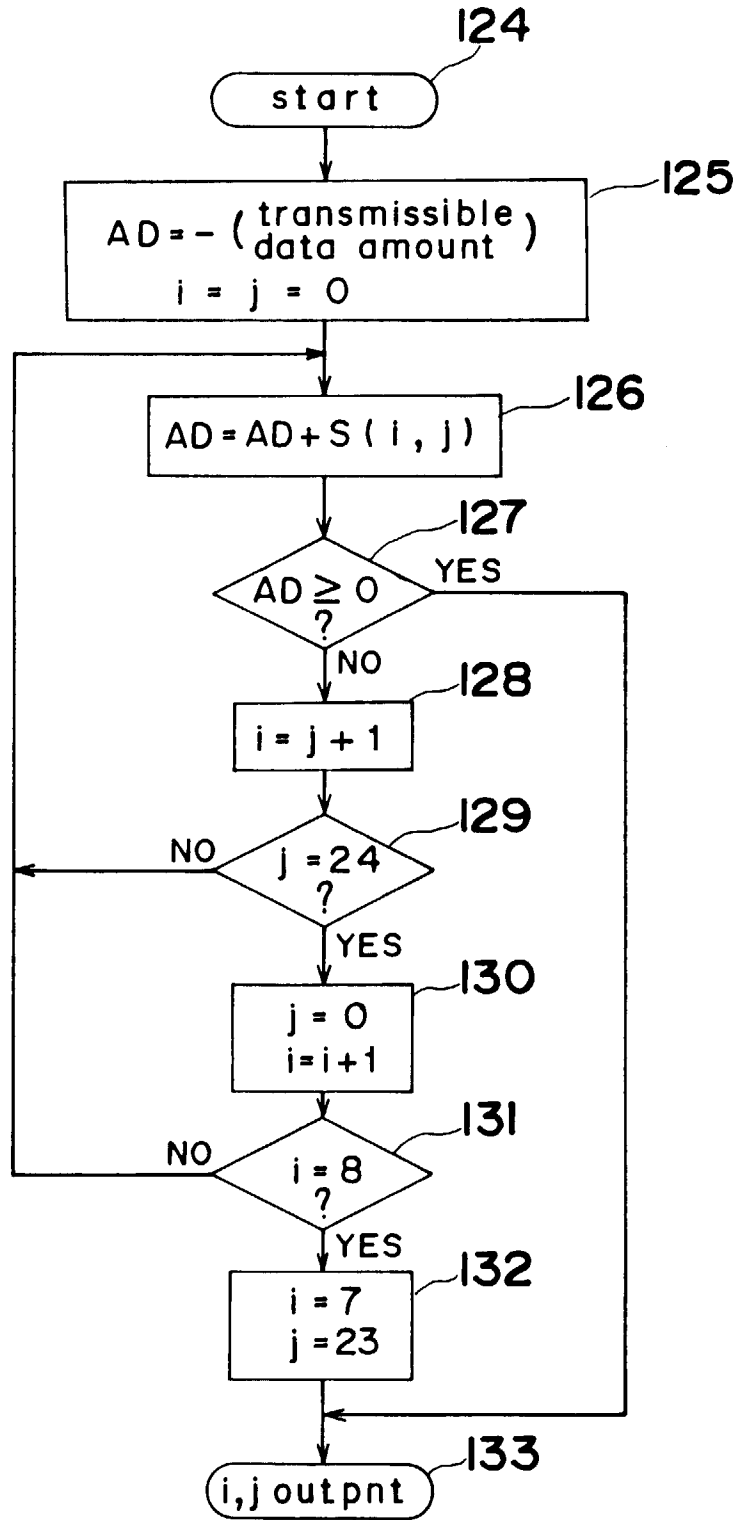 124
start
125
AD = - ( transmissible
data amount )
i = j = 0
126
AD = AD + S ( i , j )
127
AD ≥ 0
?
YES
NO
128
i = j + 1
129
NO
j = 24
?
YES
130
j = 0
i = i + 1
131
NO
i = 8
?
YES
132
i = 7
j = 23
133
i, j outpnt